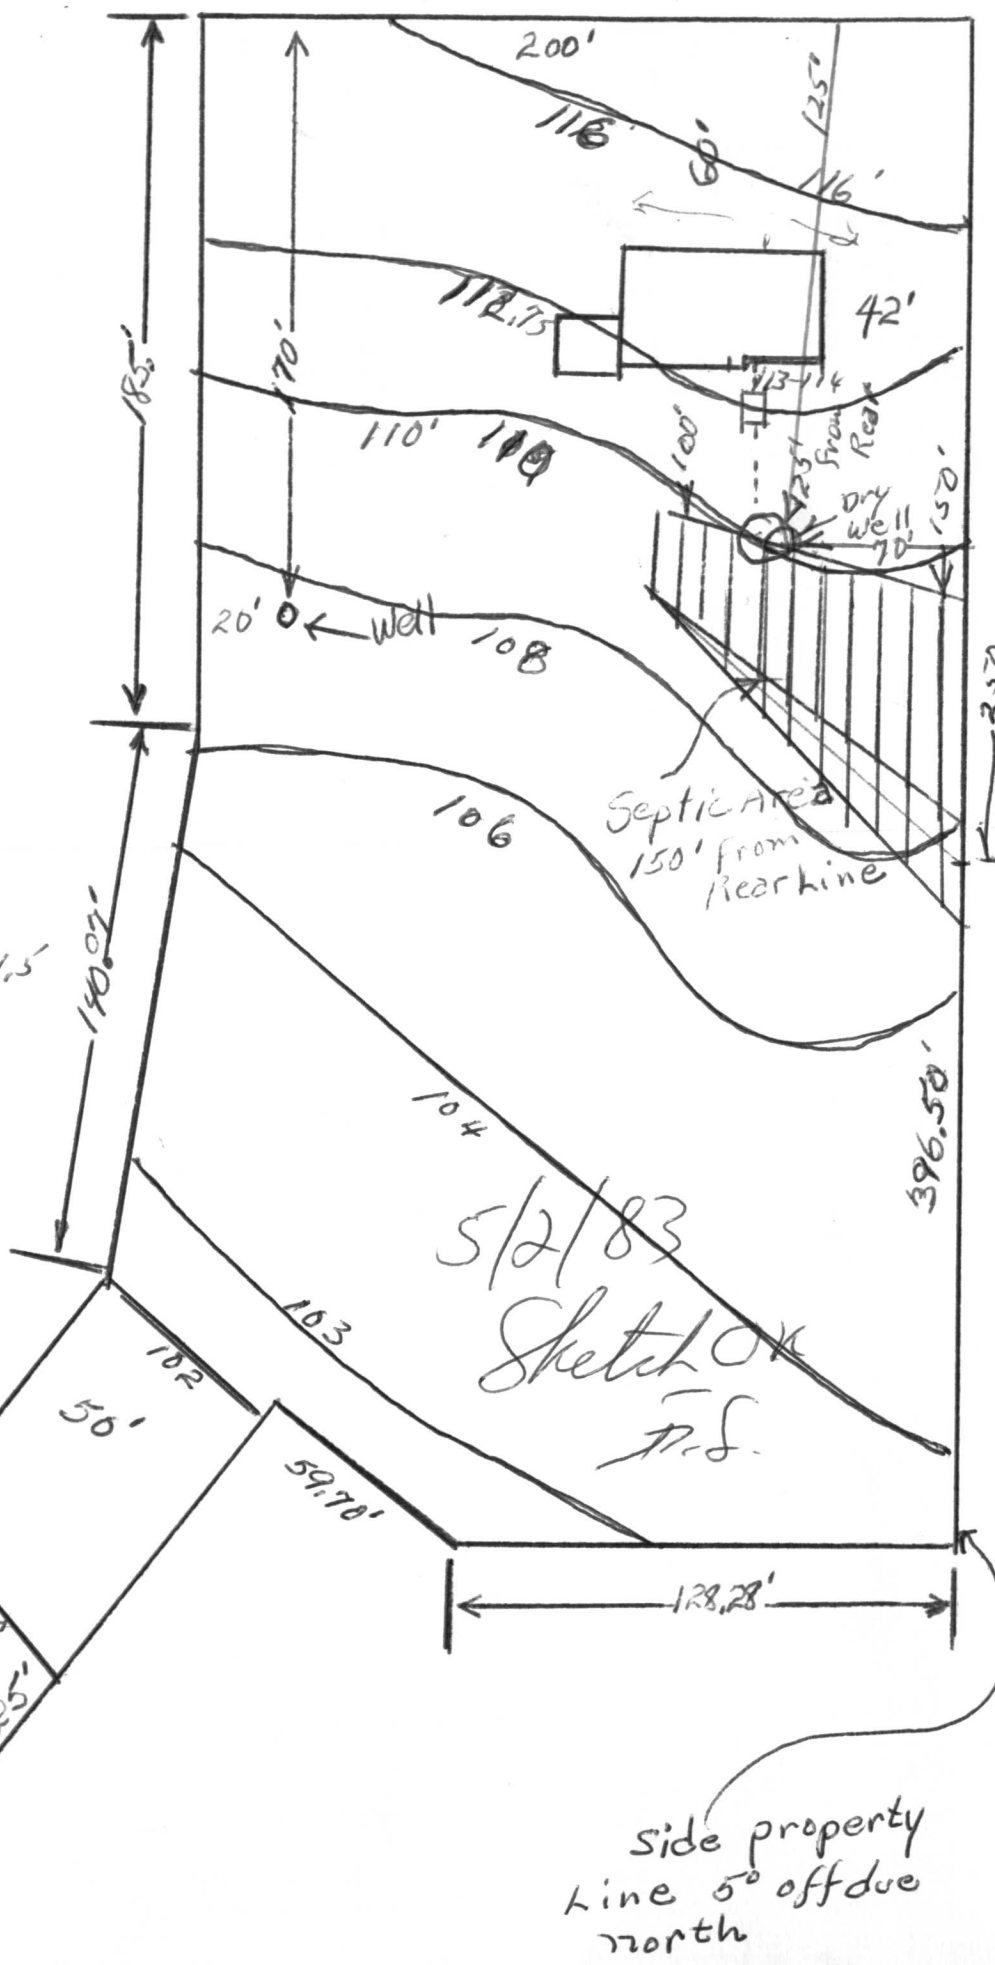 200'
125'
116'
60'
116'
112.75
42'
185.'
170'
113-114
110'
110
100'
125'
from
Rear
Dry
Well
70'
150'
20'
Well
108
106
Septic Area
150' from
Rear Line
140.07'
104
396.50'
5/2/83
Sketch OK
103
102
50'
59.70'
128.28'
Side property
Line 5° off due
north